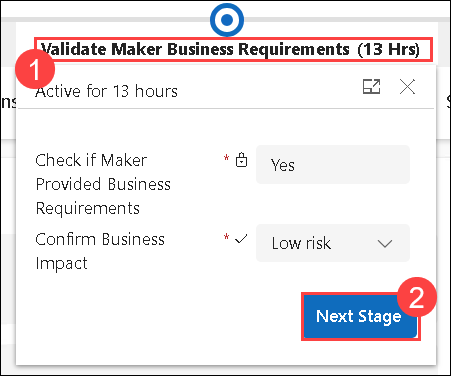 Validate Maker Business Requirements (13 Hrs)
1
Active for 13 hours
ns
Check if Maker
Provided Business
Requirements
* Yes
Confirm Business
Impact
* Low risk
2
Next Stage